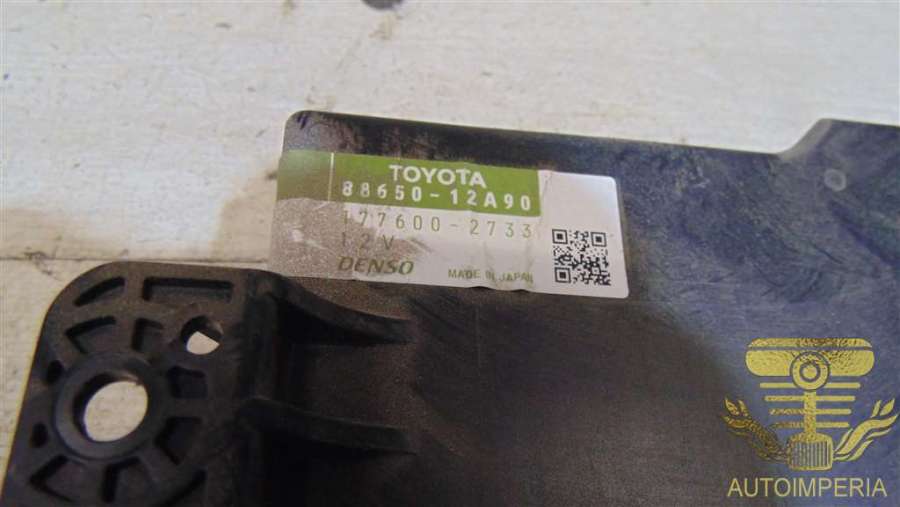 TOYOTA
88650-12A90
177600-2733
12V
DENSO MADE IN JAPAN
AUTOIMPERIA